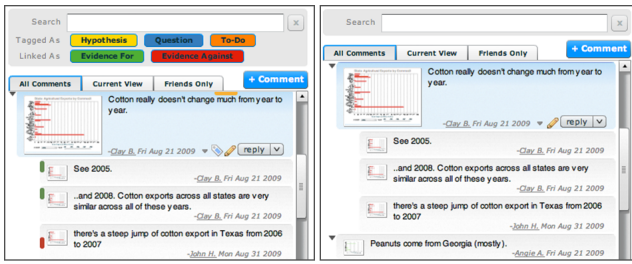 Search
x
Tagged As Hypothesis Question To-Do
Linked As Evidence For Evidence Against
All Comments Current View Friends Only + Comment
Cotton really doesn't change much from year to
year.
-Clay B. Fri Aug 21 2009 reply
See 2005.
-Clay B. Fri Aug 21 2009
..and 2008. Cotton exports across all states are very
similar across all of these years.
-Clay B. Fri Aug 21 2009
there's a steep jump of cotton export in Texas from 2006
to 2007
-John H. Mon Aug 31 2009
Search
x
All Comments Current View Friends Only + Comment
Cotton really doesn't change much from year to
year.
-Clay B. Fri Aug 21 2009 reply
See 2005.
-Clay B. Fri Aug 21 2009
..and 2008. Cotton exports across all states are very
similar across all of these years.
-Clay B. Fri Aug 21 2009
there's a steep jump of cotton export in Texas from 2006
to 2007
-John H. Mon Aug 31 2009
Peanuts come from Georgia (mostly).
-Angie A. Fri Aug 21 2009